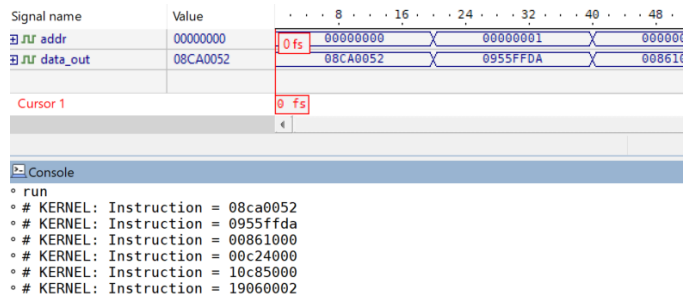 Signal name Value 8 16 24 32 40 48
addr 00000000 0 fs 00000000 00000001 000000
data_out 08CA0052 08CA0052 0955FFDA 008610
Cursor 1 0 fs
Console
run
# KERNEL: Instruction = 08ca0052
# KERNEL: Instruction = 0955ffda
# KERNEL: Instruction = 00861000
# KERNEL: Instruction = 00c24000
# KERNEL: Instruction = 10c85000
# KERNEL: Instruction = 19060002